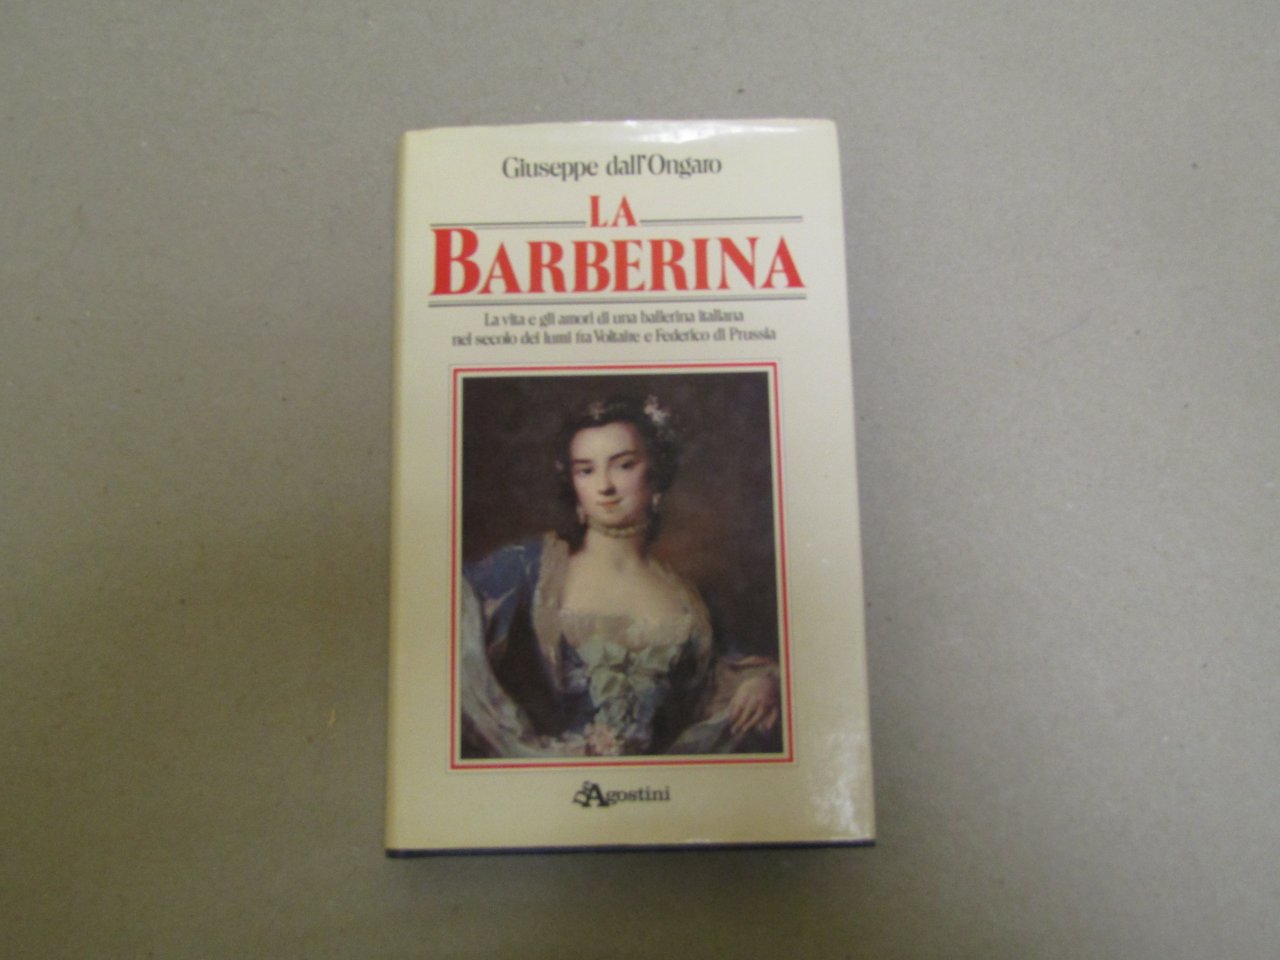 Giuseppe dall'Ongaro
LA
BARBERINA
La vita e gli amori di una ballerina italiana
nel secolo dei lumi fra Voltaire e Federico di Prussia
DeAgostini